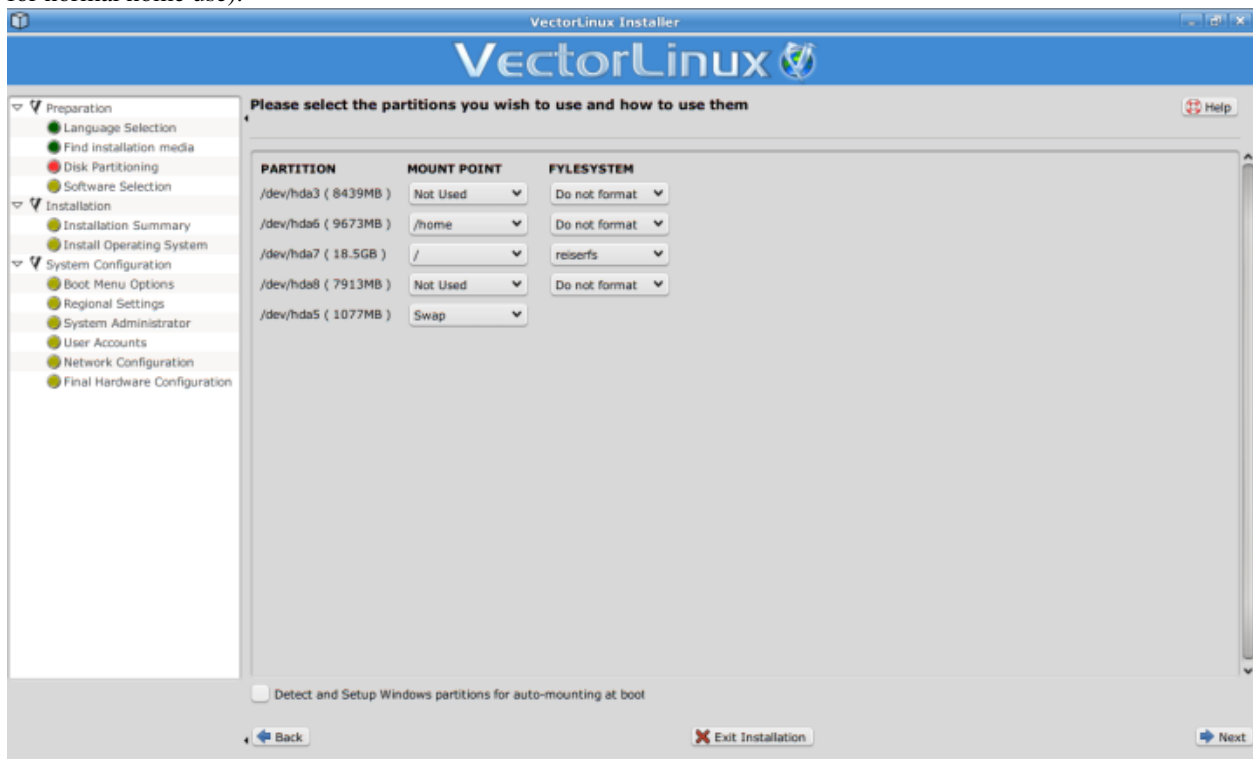 for normal home use).
VectorLinux Installer
VectorLinux
Preparation
Language Selection
Find installation media
Disk Partitioning
Software Selection
Installation
Installation Summary
Install Operating System
System Configuration
Boot Menu Options
Regional Settings
System Administrator
User Accounts
Network Configuration
Final Hardware Configuration
Please select the partitions you wish to use and how to use them
Help
PARTITION MOUNT POINT FYLESYSTEM
/dev/hda3 ( 8439MB ) Not Used Do not format
/dev/hda6 ( 9673MB ) /home Do not format
/dev/hda7 ( 18.5GB ) / reiserfs
/dev/hda8 ( 7913MB ) Not Used Do not format
/dev/hda5 ( 1077MB ) Swap
Detect and Setup Windows partitions for auto-mounting at boot
Back Exit Installation Next